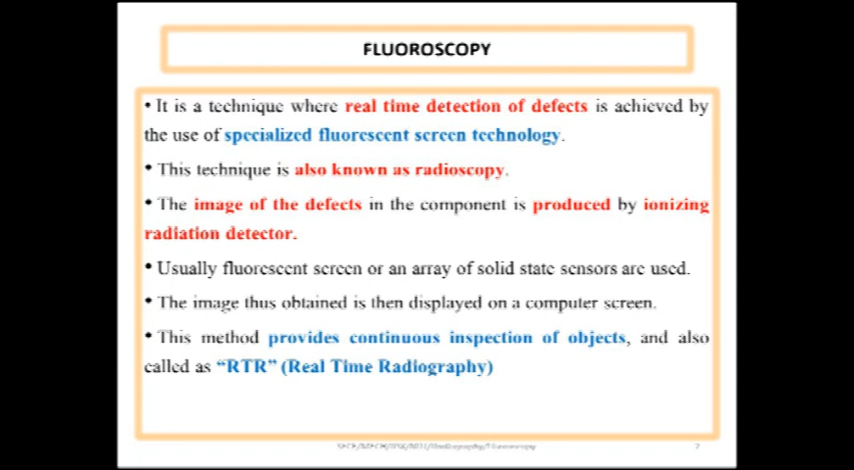 FLUOROSCOPY
• It is a technique where real time detection of defects is achieved by
the use of specialized fluorescent screen technology.
• This technique is also known as radioscopy.
• The image of the defects in the component is produced by ionizing
radiation detector.
• Usually fluorescent screen or an array of solid state sensors are used.
• The image thus obtained is then displayed on a computer screen.
• This method provides continuous inspection of objects, and also
called as “RTR” (Real Time Radiography)
7